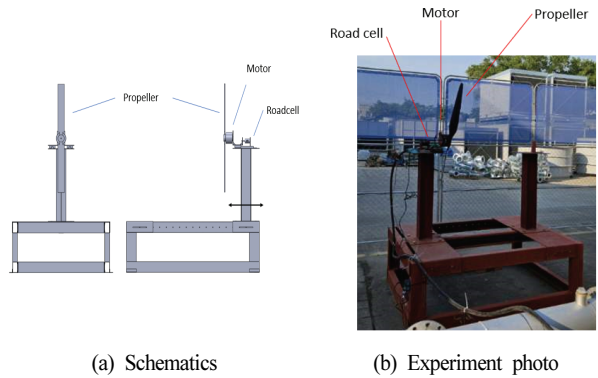 Motor
Propeller
Roadcell
Motor
Propeller
Road cell
(a) Schematics
(b) Experiment photo